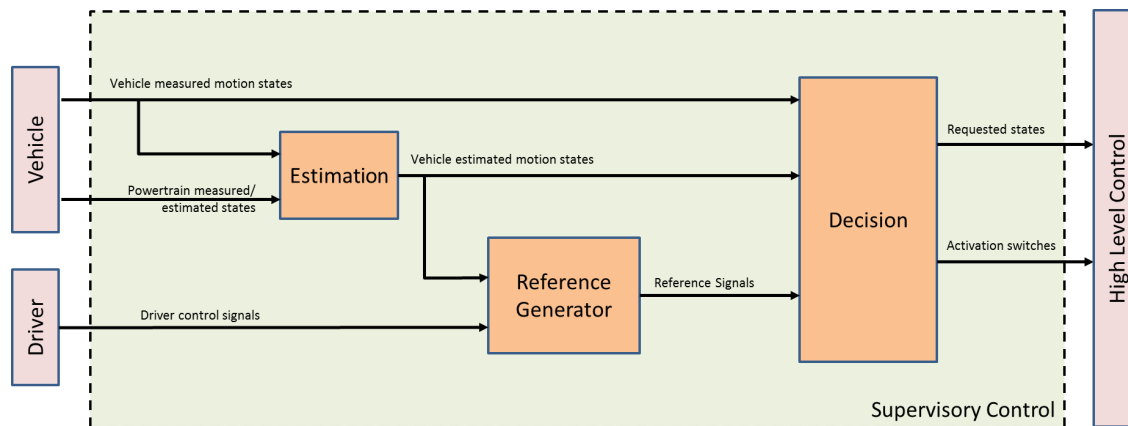 Vehicle measured motion states
Vehicle
Estimation
Powertrain measured/
estimated states
Vehicle estimated motion states
Decision
Requested states
Activation switches
High Level Control
Reference
Generator
Reference Signals
Driver
Driver control signals
Supervisory Control